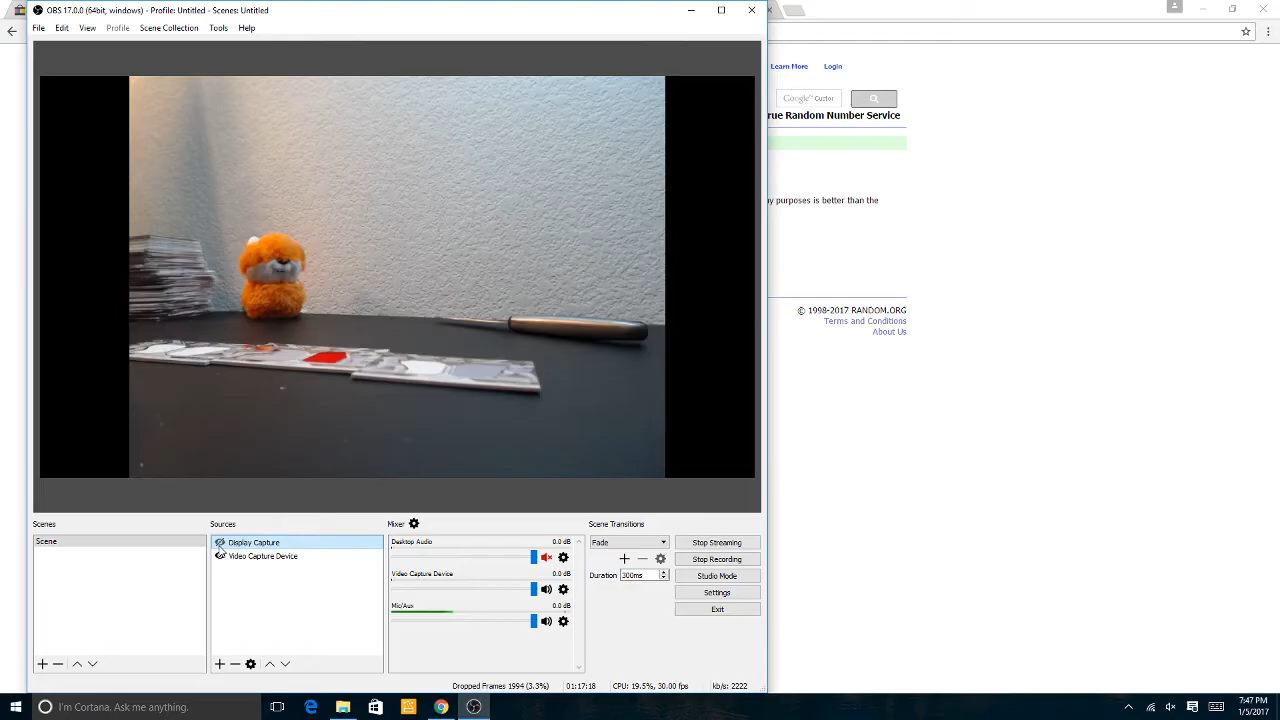 OBS 17.0.0 (64bit, windows) - Profile: Untitled - Scenes: Untitled
File Edit View Profile Scene Collection Tools Help
Learn More Login
Google™ Custor
rue Random Number Service
y purposes is better than the
© 1998-2017 RANDOM.ORG
Terms and Conditions
About Us
Scenes
Scene
Sources
Display Capture
Video Capture Device
Mixer
Desktop Audio 0.0 dB
Video Capture Device 0.0 dB
Mic/Aux 0.0 dB
Scene Transitions
Fade
Duration 300ms
Stop Streaming
Stop Recording
Studio Mode
Settings
Exit
Dropped Frames 1994 (3.3%) 01:17:18 CPU: 19.5%, 30.00 fps kb/s: 2222
I'm Cortana. Ask me anything.
7:47 PM
1/5/2017